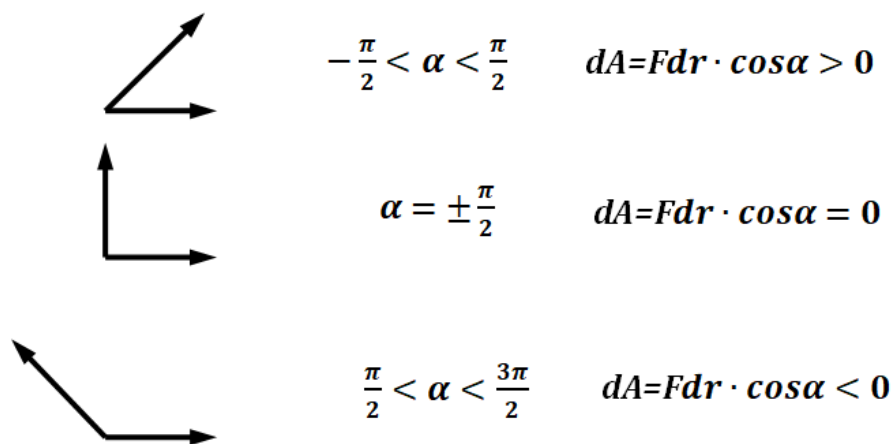 −π/2 < α < π/2 dA=Fdr · cosα > 0
α = ±π/2 dA=Fdr · cosα = 0
π/2 < α < 3π/2 dA=Fdr · cosα < 0